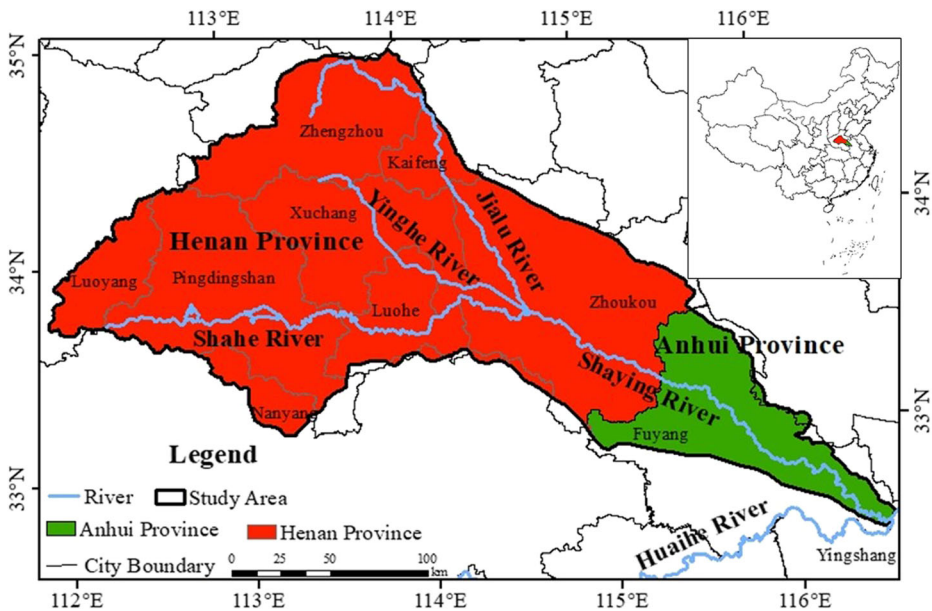 113°E 114°E 115°E 116°E
35°N
Zhengzhou
Kaifeng
34°N
Xuchang
Yinghe River
Jialu River
Henan Province
34°N
Luoyang
Pingdingshan
Zhoukou
Luohe
Shahe River
Anhui Province
Shaying River
33°N
Nanyang
Fuyang
Legend
33°N
River
Study Area
Anhui Province
Henan Province
City Boundary
0 25 50 100
km
Huaihe River
Yingshang
112°E 113°E 114°E 115°E 116°E